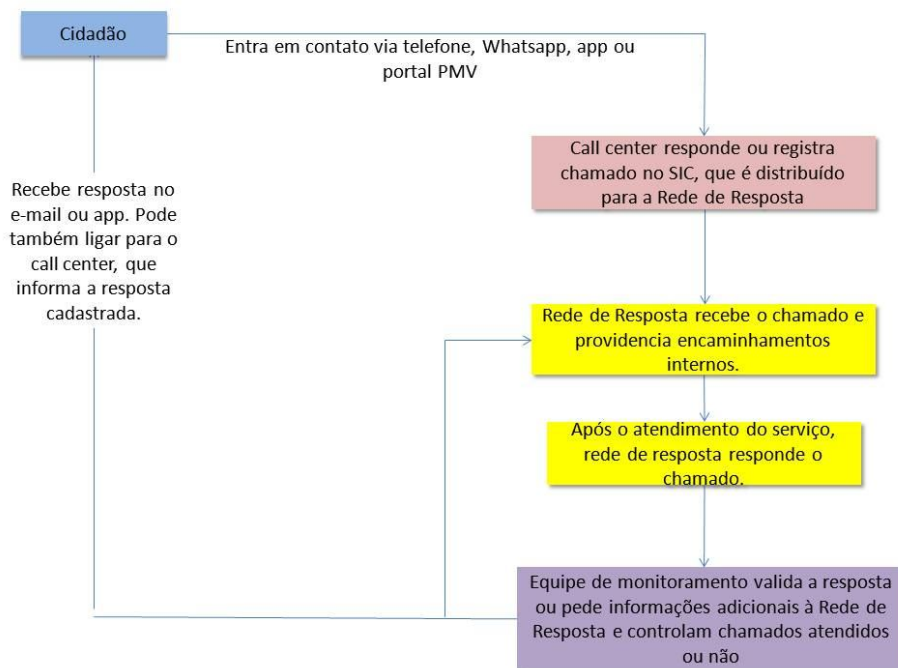 Cidadão
Entra em contato via telefone, Whatsapp, app ou
portal PMV
Call center responde ou registra
chamado no SIC, que é distribuído
para a Rede de Resposta
Recebe resposta no
e-mail ou app. Pode
também ligar para o
call center, que
informa a resposta
cadastrada.
Rede de Resposta recebe o chamado e
providencia encaminhamentos
internos.
Após o atendimento do serviço,
rede de resposta responde o
chamado.
Equipe de monitoramento valida a resposta
ou pede informações adicionais à Rede de
Resposta e controlam chamados atendidos
ou não